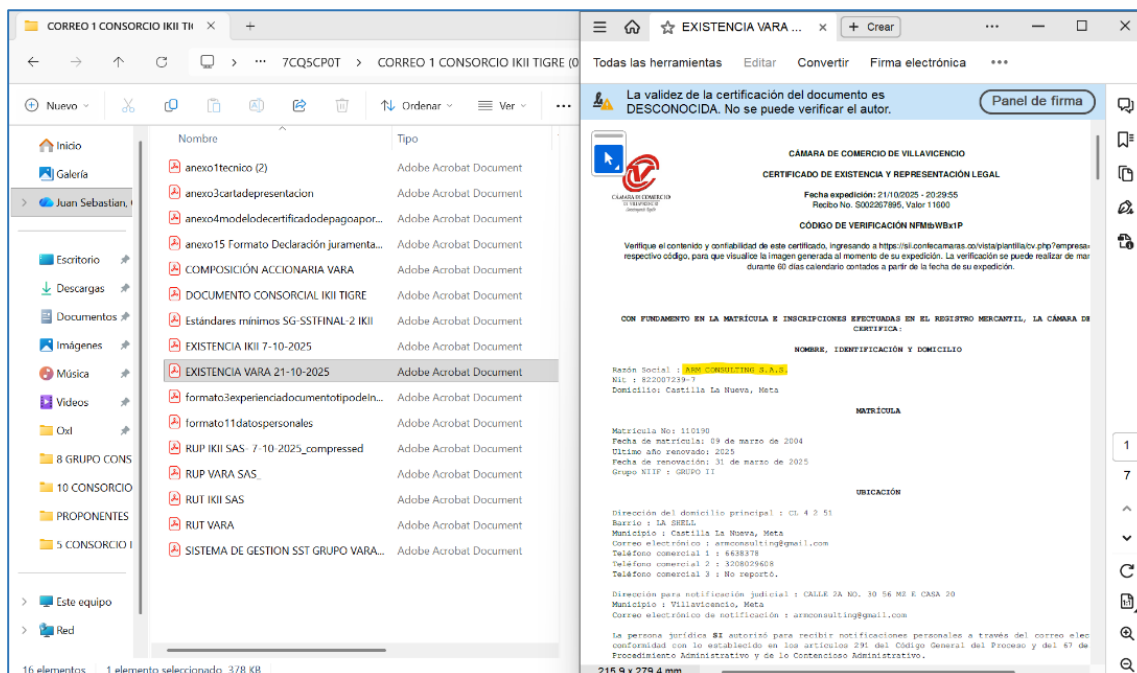 CORREO 1 CONSORCIO IKII TI
7CQ5CP0T > CORREO 1 CONSORCIO IKII TIGRE (0
Nuevo
Ordenar
Ver
Nombre
Tipo
Inicio
Galería
Juan Sebastian,
Escritorio
Descargas
Documentos
Imágenes
Música
Videos
Oxl
8 GRUPO CONS
10 CONSORCIO
PROPONENTES
5 CONSORCIO I
Este equipo
Red
anexo1tecnico (2) Adobe Acrobat Document
anexo3cartadepresentacion Adobe Acrobat Document
anexo4modelodecertificadodepagoapor... Adobe Acrobat Document
anexo15 Formato Declaración juramenta... Adobe Acrobat Document
COMPOSICIÓN ACCIONARIA VARA Adobe Acrobat Document
DOCUMENTO CONSORCIAL IKII TIGRE Adobe Acrobat Document
Estándares mínimos SG-SSTFINAL-2 IKII Adobe Acrobat Document
EXISTENCIA IKII 7-10-2025 Adobe Acrobat Document
EXISTENCIA VARA 21-10-2025 Adobe Acrobat Document
formato3experienciadocumentotipodeIn... Adobe Acrobat Document
formato11datospersonales Adobe Acrobat Document
RUP IKII SAS- 7-10-2025_compressed Adobe Acrobat Document
RUP VARA SAS_ Adobe Acrobat Document
RUT IKII SAS Adobe Acrobat Document
RUT VARA Adobe Acrobat Document
SISTEMA DE GESTION SST GRUPO VARA... Adobe Acrobat Document
16 elementos 1 elemento seleccionado 378 KB
EXISTENCIA VARA ...
+ Crear
Todas las herramientas Editar Convertir Firma electrónica
La validez de la certificación del documento es
DESCONOCIDA. No se puede verificar el autor.
Panel de firma
CÁMARA DE COMERCIO DE VILLAVICENCIO
CERTIFICADO DE EXISTENCIA Y REPRESENTACIÓN LEGAL
Fecha expedición: 21/10/2025 - 20:29:55
Recibo No. S002267895, Valor 11600
CÓDIGO DE VERIFICACIÓN NFMtbWBx1P
Verifique el contenido y confiabilidad de este certificado, ingresando a https://sii.confecamaras.co/vista/plantilla/cv.php?empresa=
respectivo código, para que visualice la imagen generada al momento de su expedición. La verificación se puede realizar de man
durante 60 días calendario contados a partir de la fecha de su expedición.
CON FUNDAMENTO EN LA MATRÍCULA E INSCRIPCIONES EFECTUADAS EN EL REGISTRO MERCANTIL, LA CÁMARA DE
CERTIFICA:
NOMBRE, IDENTIFICACIÓN Y DOMICILIO
Razón Social : ARM CONSULTING S.A.S.
Nit : 822007239-7
Domicilio: Castilla La Nueva, Meta
MATRÍCULA
Matrícula No: 110190
Fecha de matrícula: 09 de marzo de 2004
Ultimo año renovado: 2025
Fecha de renovación: 31 de marzo de 2025
Grupo NIIF : GRUPO II
UBICACIÓN
Dirección del domicilio principal : CL 4 2 51
Barrio : LA SHELL
Municipio : Castilla La Nueva, Meta
Correo electrónico : armconsulting@gmail.com
Teléfono comercial 1 : 6638378
Teléfono comercial 2 : 3208029608
Teléfono comercial 3 : No reportó.
Dirección para notificación judicial : CALLE 2A NO. 30 56 MZ E CASA 20
Municipio : Villavicencio, Meta
Correo electrónico de notificación : armconsulting@gmail.com
La persona jurídica SI autorizó para recibir notificaciones personales a través del correo elec
conformidad con lo establecido en los artículos 291 del Código General del Proceso y del 67 de
Procedimiento Administrativo y de lo Contencioso Administrativo.
215.9 x 279.4 mm
1
7